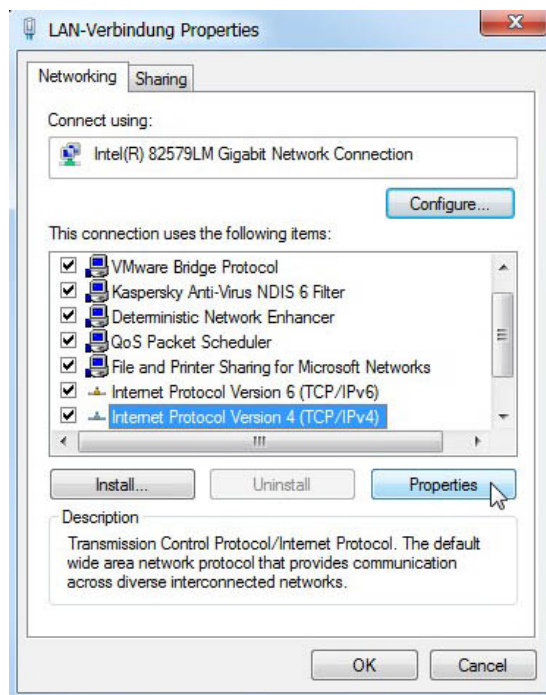 LAN-Verbindung Properties
Networking
Sharing
Connect using:
Intel(R) 82579LM Gigabit Network Connection
Configure...
This connection uses the following items:
VMware Bridge Protocol
Kaspersky Anti-Virus NDIS 6 Filter
Deterministic Network Enhancer
QoS Packet Scheduler
File and Printer Sharing for Microsoft Networks
Internet Protocol Version 6 (TCP/IPv6)
Internet Protocol Version 4 (TCP/IPv4)
Install...
Uninstall
Properties
Description
Transmission Control Protocol/Internet Protocol. The default
wide area network protocol that provides communication
across diverse interconnected networks.
OK
Cancel